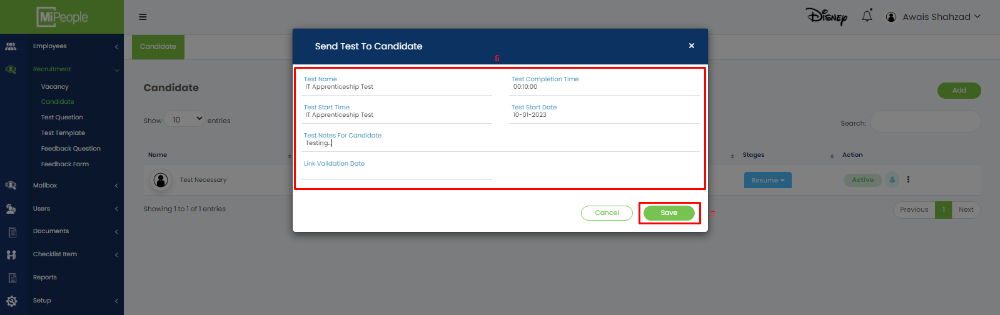 MiPeople
DISNEY
Awais Shahzad
Employees
Recruitment
Vacancy
Candidate
Test Question
Test Template
Feedback Question
Feedback Form
Mailbox
Users
Documents
Checklist Item
Reports
Setup
Candidate
Candidate
Add
Show 10 entries
Search:
Name
Stages
Action
Test Necessary
Resume
Active
Showing 1 to 1 of 1 entries
Previous 1 Next
Send Test To Candidate
×
6
Test Name
IT Apprenticeship Test
Test Completion Time
00:10:00
Test Start Time
IT Apprenticeship Test
Test Start Date
10-01-2023
Test Notes For Candidate
Testing...
Link Validation Date
Cancel
Save
7